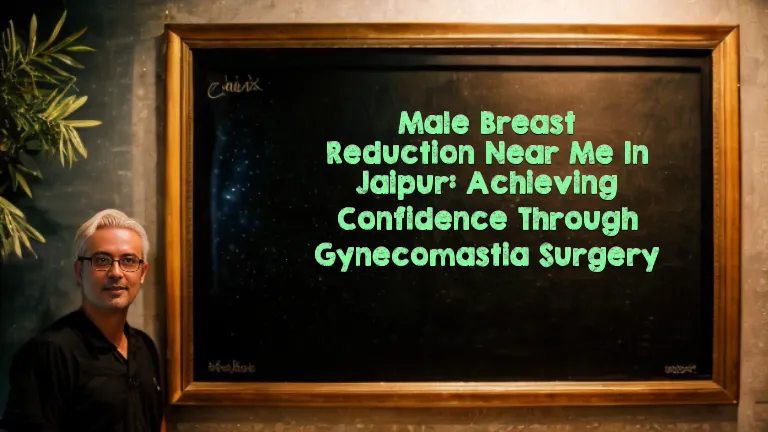 Male Breast
Reduction Near Me In
Jaipur: Achieving
Confidence Through
Gynecomastia Surgery